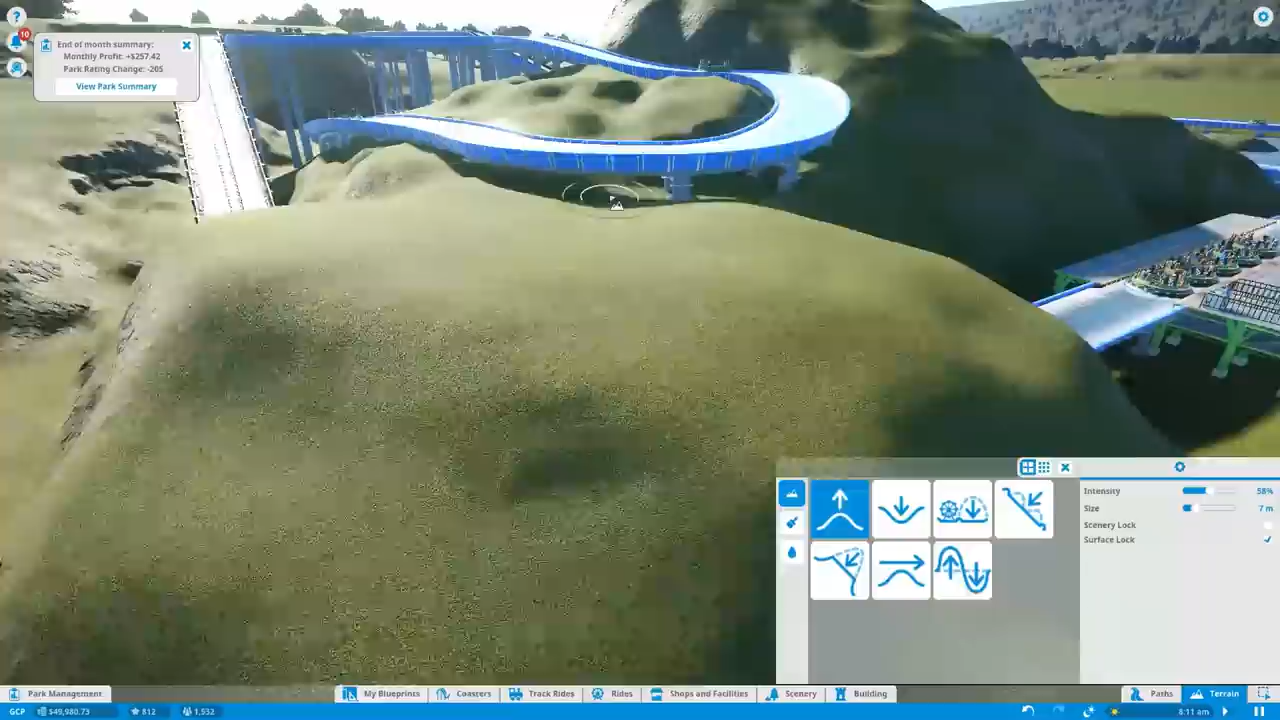 ?
10
End of month summary:
Monthly Profit: +$257.42
Park Rating Change: -205
View Park Summary
Intensity 58%
Size 7 m
Scenery Lock
Surface Lock
Park Management
My Blueprints
Coasters
Track Rides
Rides
Shops and Facilities
Scenery
Building
Paths
Terrain
GCP $49,980.73 812 1,532
8:11 am